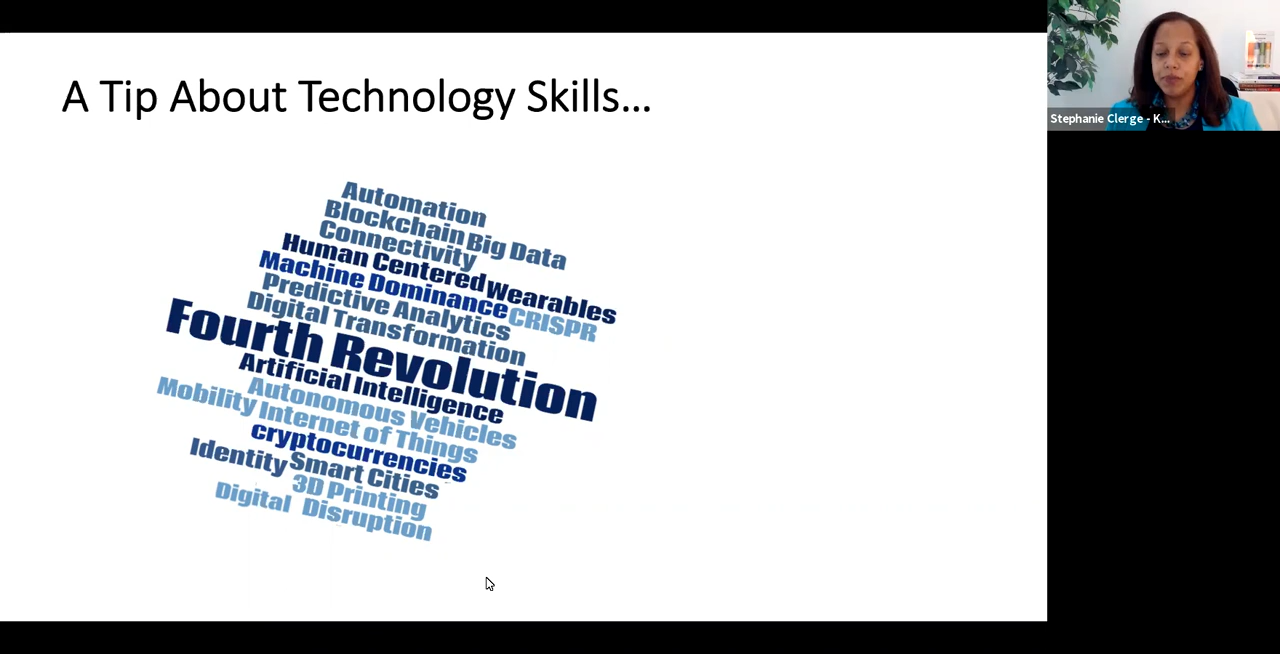 A Tip About Technology Skills...
Stephanie Clerge - K...
Automation
Blockchain Big Data
Connectivity
Human Centered Wearables
Machine Dominance CRISPR
Predictive Analytics
Digital Transformation
Fourth Revolution
Artificial Intelligence
Autonomous Vehicles
Mobility Internet of Things
cryptocurrencies
Identity Smart Cities
3D Printing
Digital Disruption